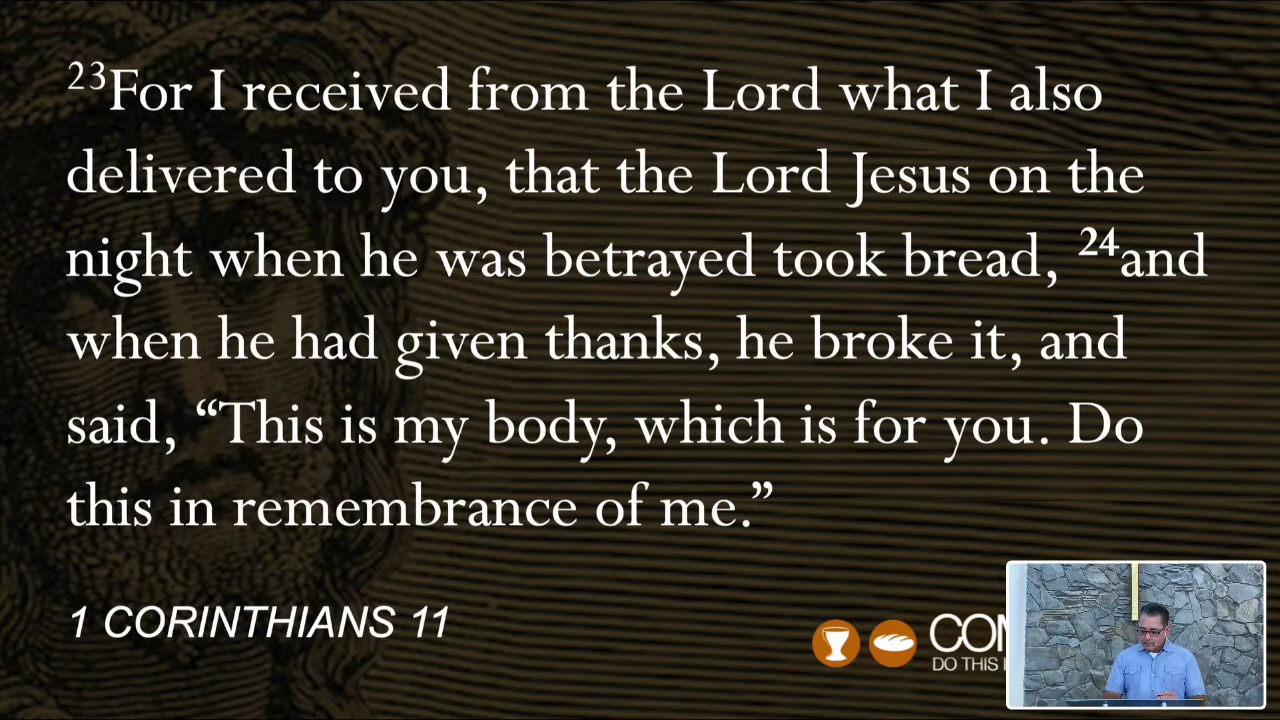 ²³For I received from the Lord what I also
delivered to you, that the Lord Jesus on the
night when he was betrayed took bread, ²⁴and
when he had given thanks, he broke it, and
said, “This is my body, which is for you. Do
this in remembrance of me.”
1 CORINTHIANS 11
DO THIS